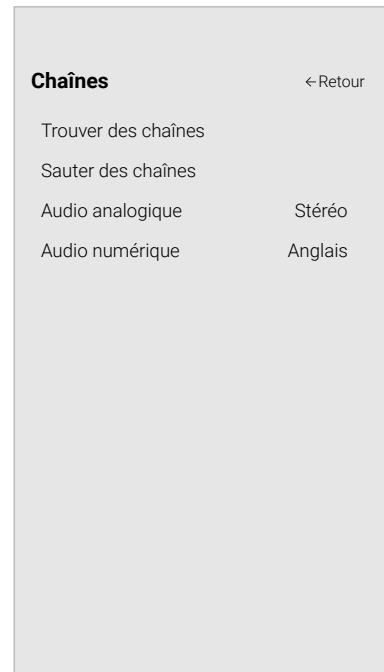 Chaînes ←Retour
Trouver des chaînes
Sauter des chaînes
Audio analogique Stéréo
Audio numérique Anglais